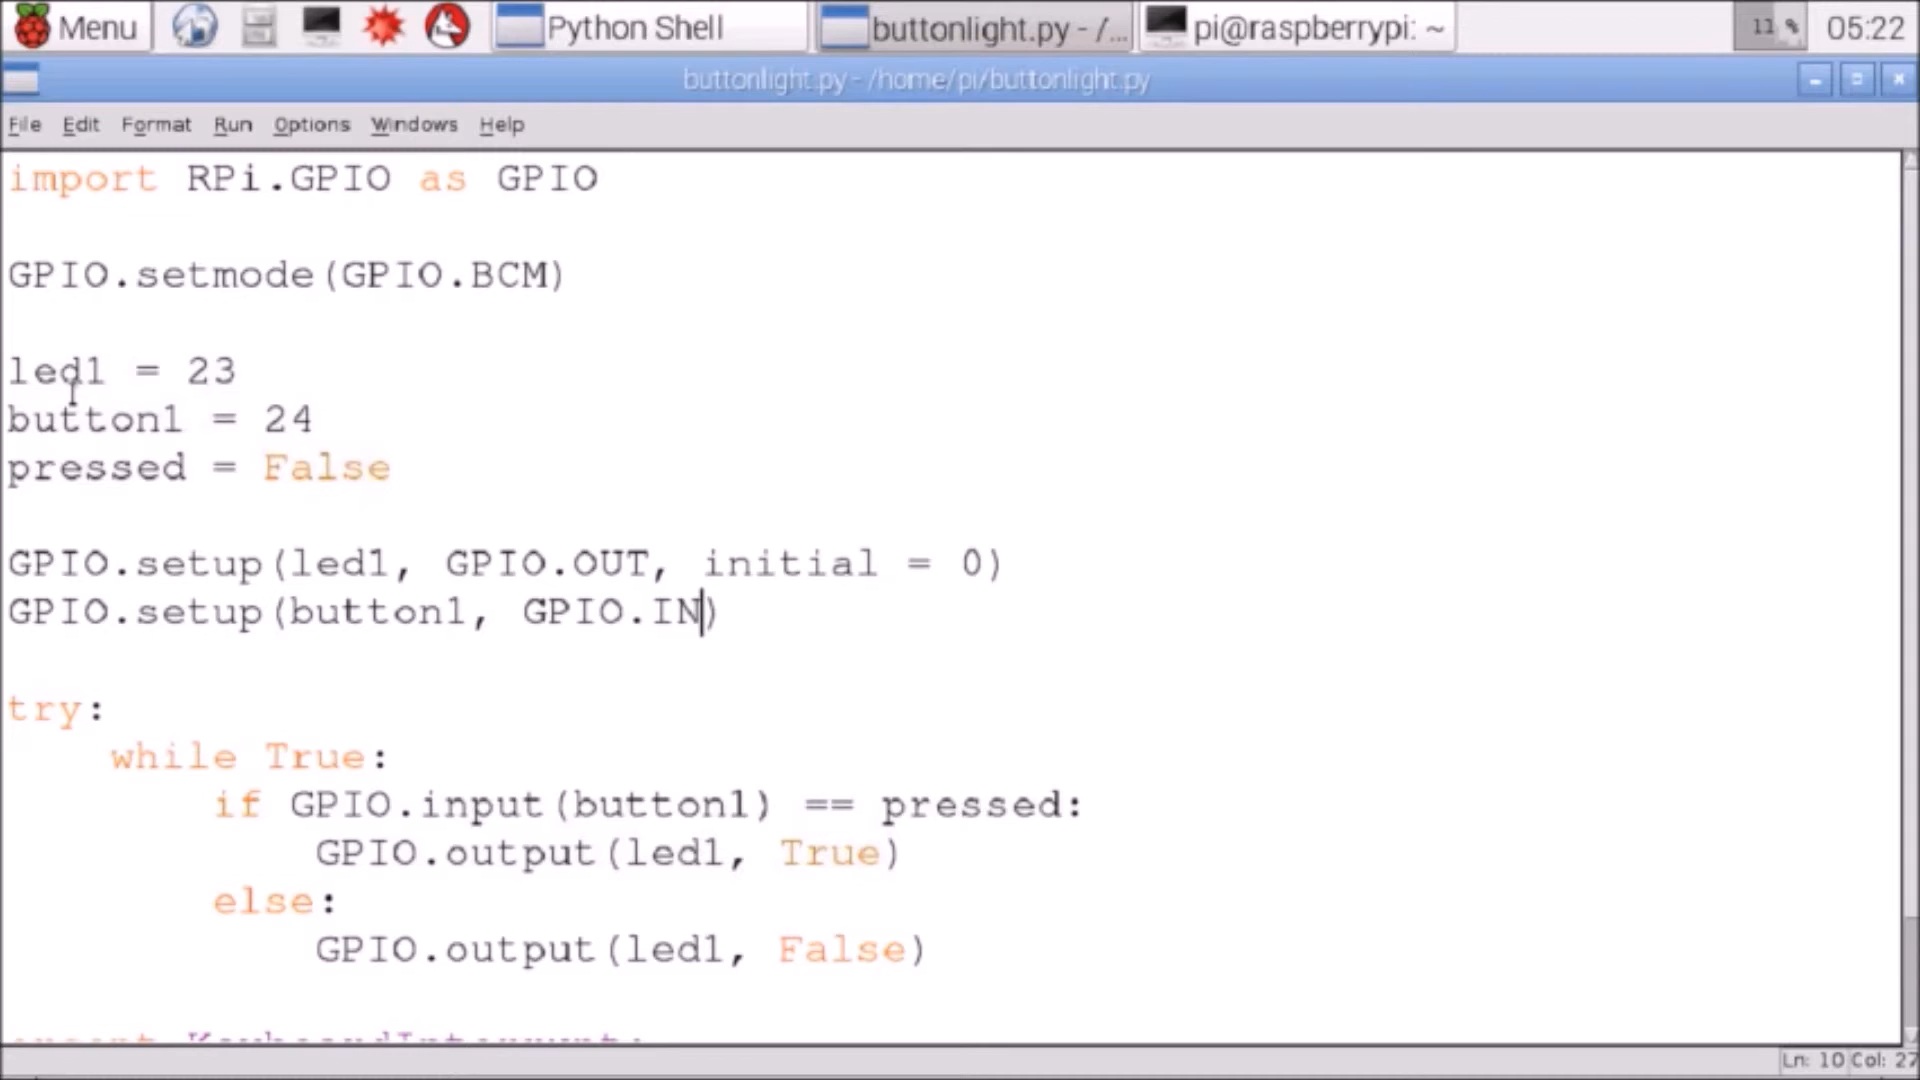 Menu Python Shell buttonlight.py - /... pi@raspberrypi: ~ 11 % 05:22
buttonlight.py - /home/pi/buttonlight.py
File Edit Format Run Options Windows Help
import RPi.GPIO as GPIO
GPIO.setmode(GPIO.BCM)
led1 = 23
button1 = 24
pressed = False
GPIO.setup(led1, GPIO.OUT, initial = 0)
GPIO.setup(button1, GPIO.IN)
try:
while True:
if GPIO.input(button1) == pressed:
GPIO.output(led1, True)
else:
GPIO.output(led1, False)
except KeyboardInterrupt:
Ln: 10 Col: 27